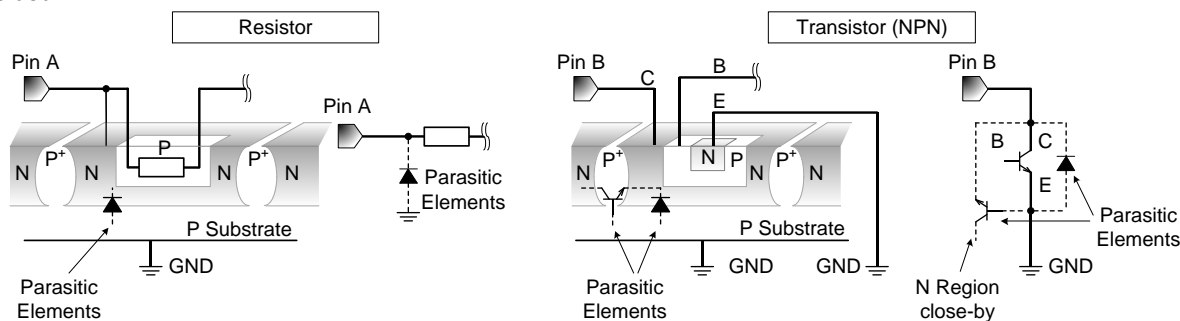 Resistor
Pin A
N
P+
N
P
N
P+
N
P Substrate
GND
Parasitic
Elements
Pin A
Parasitic
Elements
Transistor (NPN)
Pin B
C
B
E
N
P+
N
N
P
N
P+
N
P Substrate
GND
GND
Parasitic
Elements
Pin B
B
C
E
Parasitic
Elements
GND
N Region
close-by